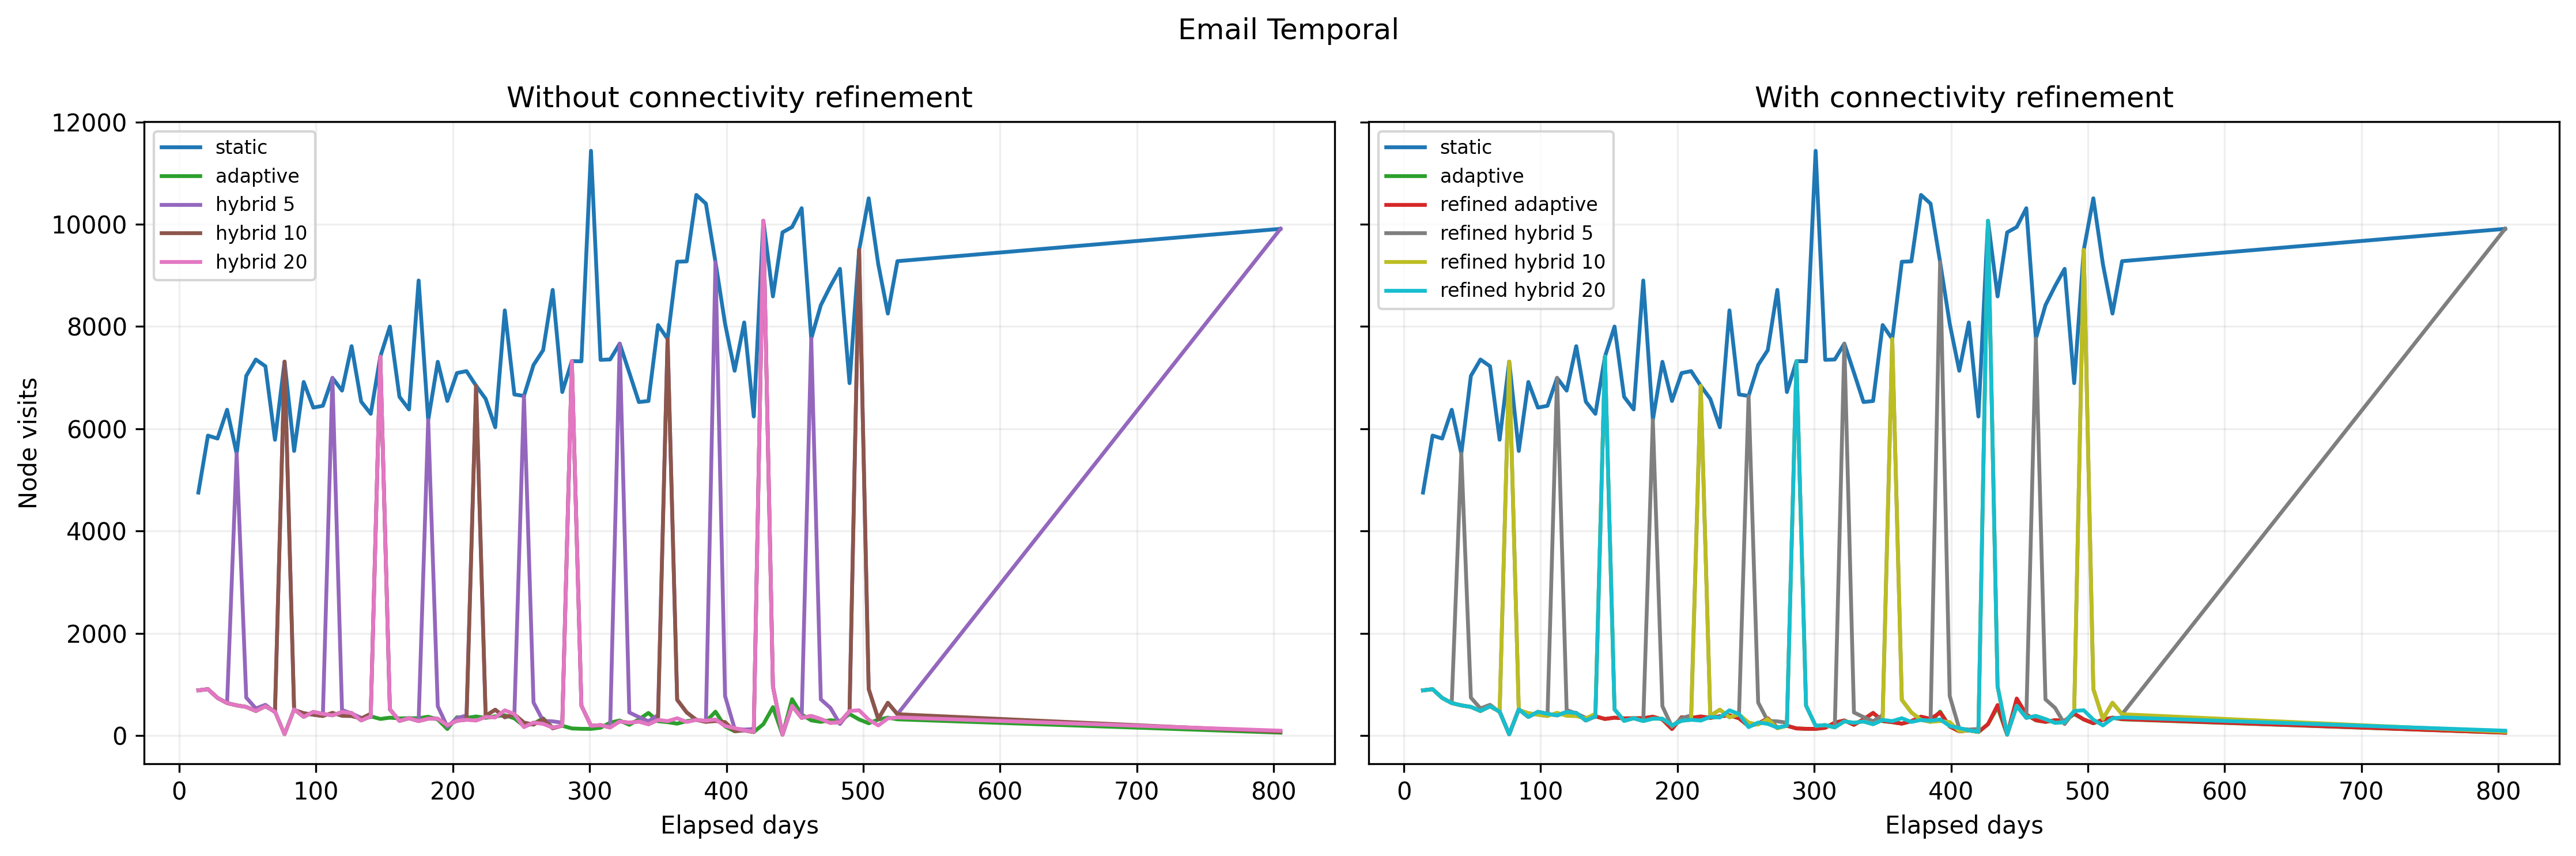 Email Temporal
Without connectivity refinement
12000
10000
8000
6000
4000
2000
0
Node visits
static
adaptive
hybrid 5
hybrid 10
hybrid 20
0 100 200 300 400 500 600 700 800
Elapsed days
With connectivity refinement
static
adaptive
refined adaptive
refined hybrid 5
refined hybrid 10
refined hybrid 20
0 100 200 300 400 500 600 700 800
Elapsed days